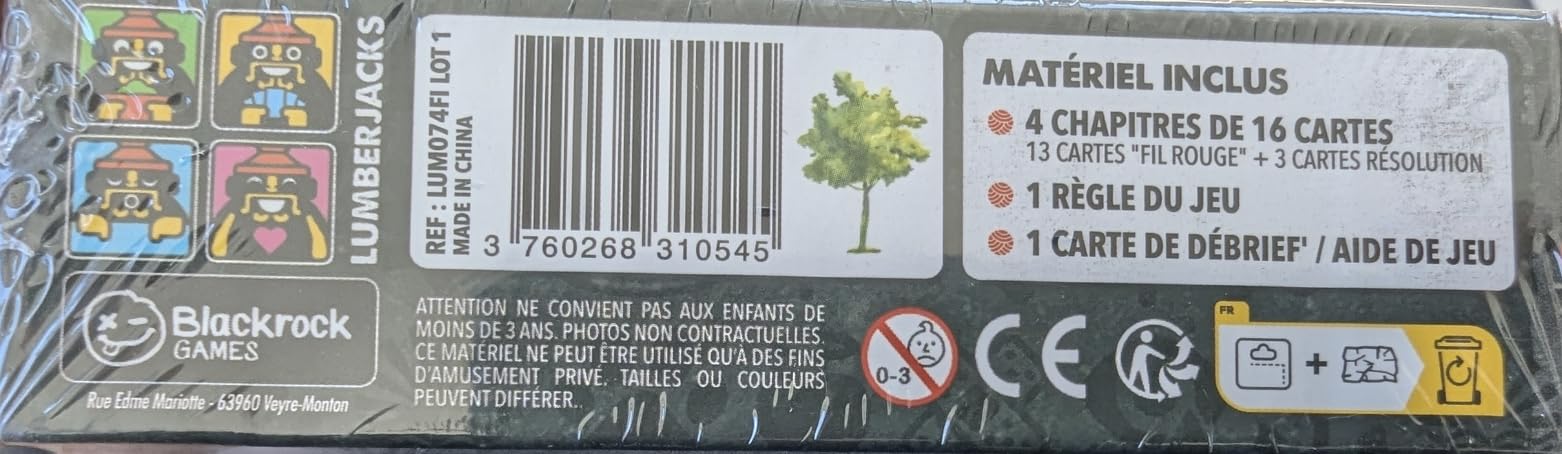 LUMBERJACKS
Blackrock
GAMES
Rue Edme Mariotte - 63960 Veyre-Monton
REF : LUM074FI LOT 1
MADE IN CHINA
3 760268 310545
ATTENTION NE CONVIENT PAS AUX ENFANTS DE
MOINS DE 3 ANS. PHOTOS NON CONTRACTUELLES.
CE MATÉRIEL NE PEUT ÊTRE UTILISÉ QU'À DES FINS
D'AMUSEMENT PRIVÉ. TAILLES OU COULEURS
PEUVENT DIFFÉRER.
MATÉRIEL INCLUS
4 CHAPITRES DE 16 CARTES
13 CARTES "FIL ROUGE" + 3 CARTES RÉSOLUTION
1 RÈGLE DU JEU
1 CARTE DE DÉBRIEF' / AIDE DE JEU
0-3
CE
FR
+